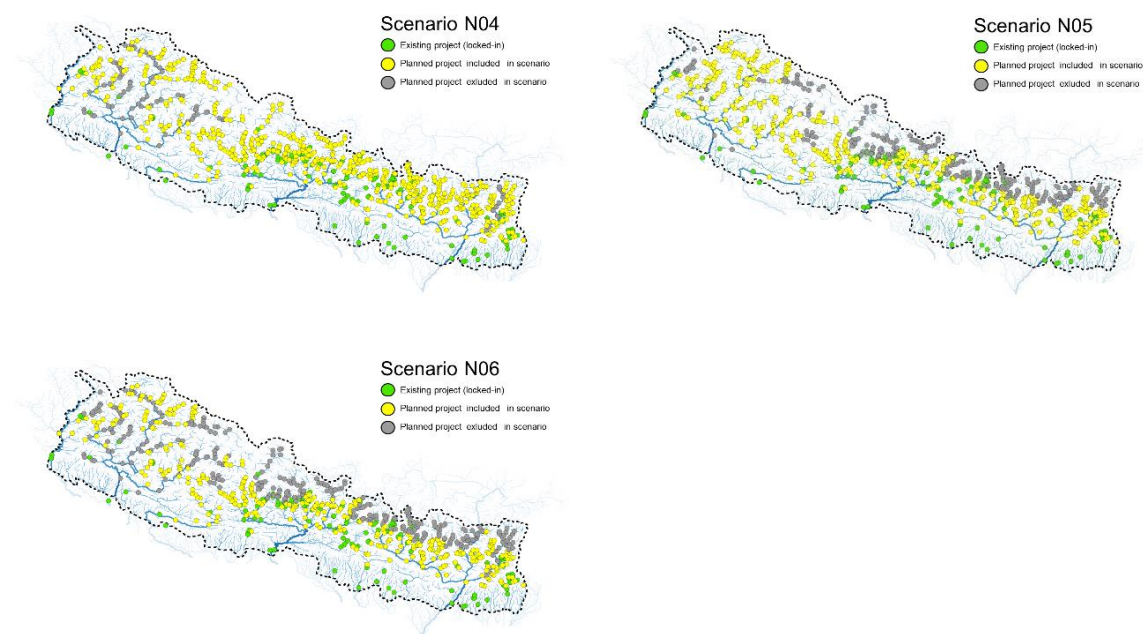 Scenario N04
Existing project (locked-in)
Planned project included in scenario
Planned project exluded in scenario
Scenario N05
Existing project (locked-in)
Planned project included in scenario
Planned project exluded in scenario
Scenario N06
Existing project (locked-in)
Planned project included in scenario
Planned project exluded in scenario